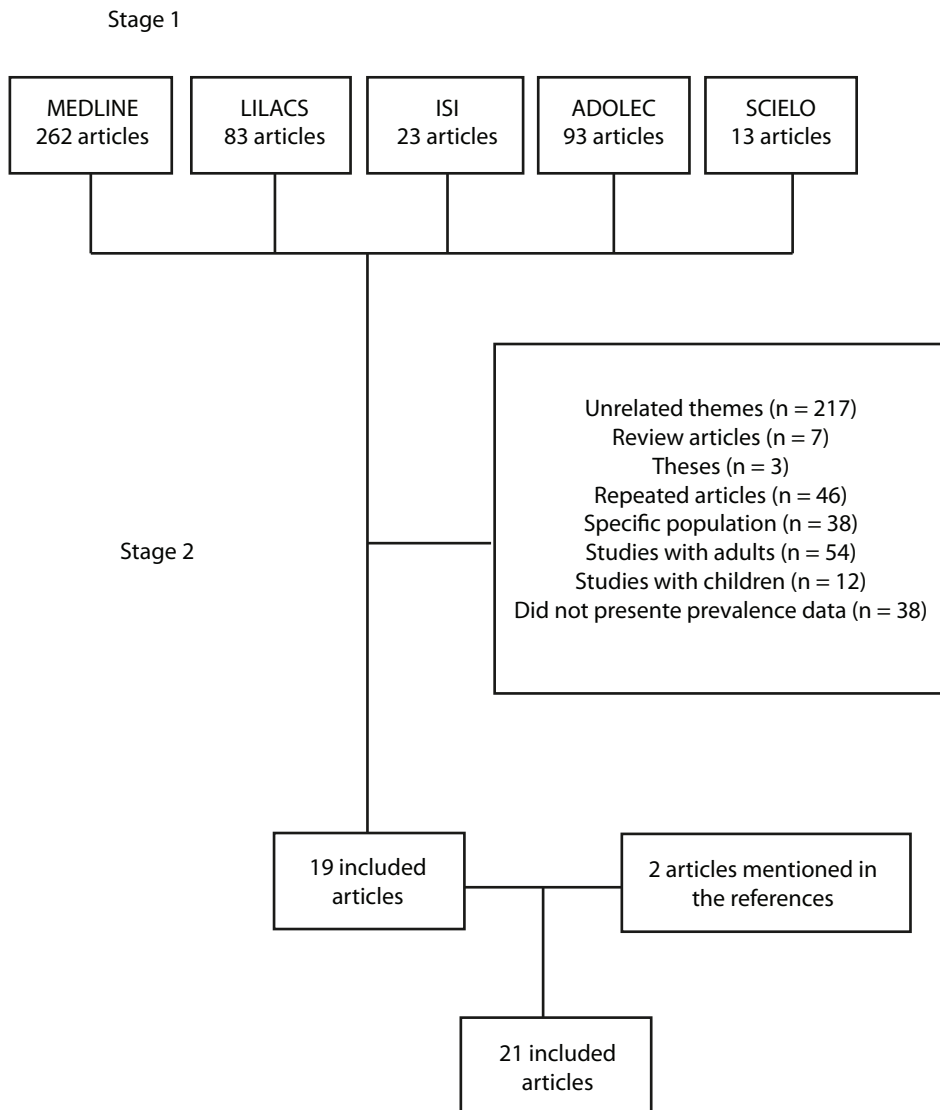 Stage 1
MEDLINE
262 articles
LILACS
83 articles
ISI
23 articles
ADOLEC
93 articles
SCIELO
13 articles
Unrelated themes (n = 217)
Review articles (n = 7)
Theses (n = 3)
Repeated articles (n = 46)
Specific population (n = 38)
Studies with adults (n = 54)
Studies with children (n = 12)
Did not presente prevalence data (n = 38)
Stage 2
19 included
articles
2 articles mentioned in
the references
21 included
articles